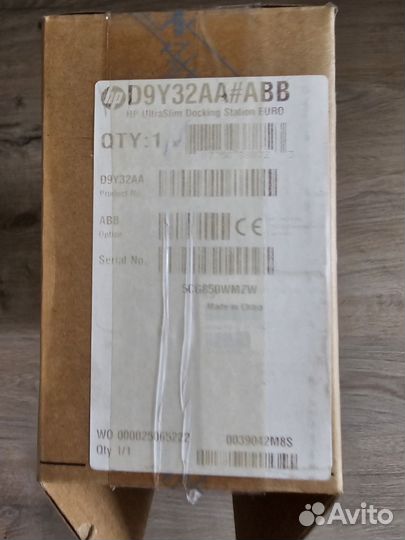 hp D9Y32AA#ABB
HP UltraSlim Docking Station EURO
QTY:1
D9Y32AA
Product No.
ABB
Option
CE
Serial No.
5CG850WMZW
Made in China
WO 000025065222 0039042M8S
Qty 1/1
Avito